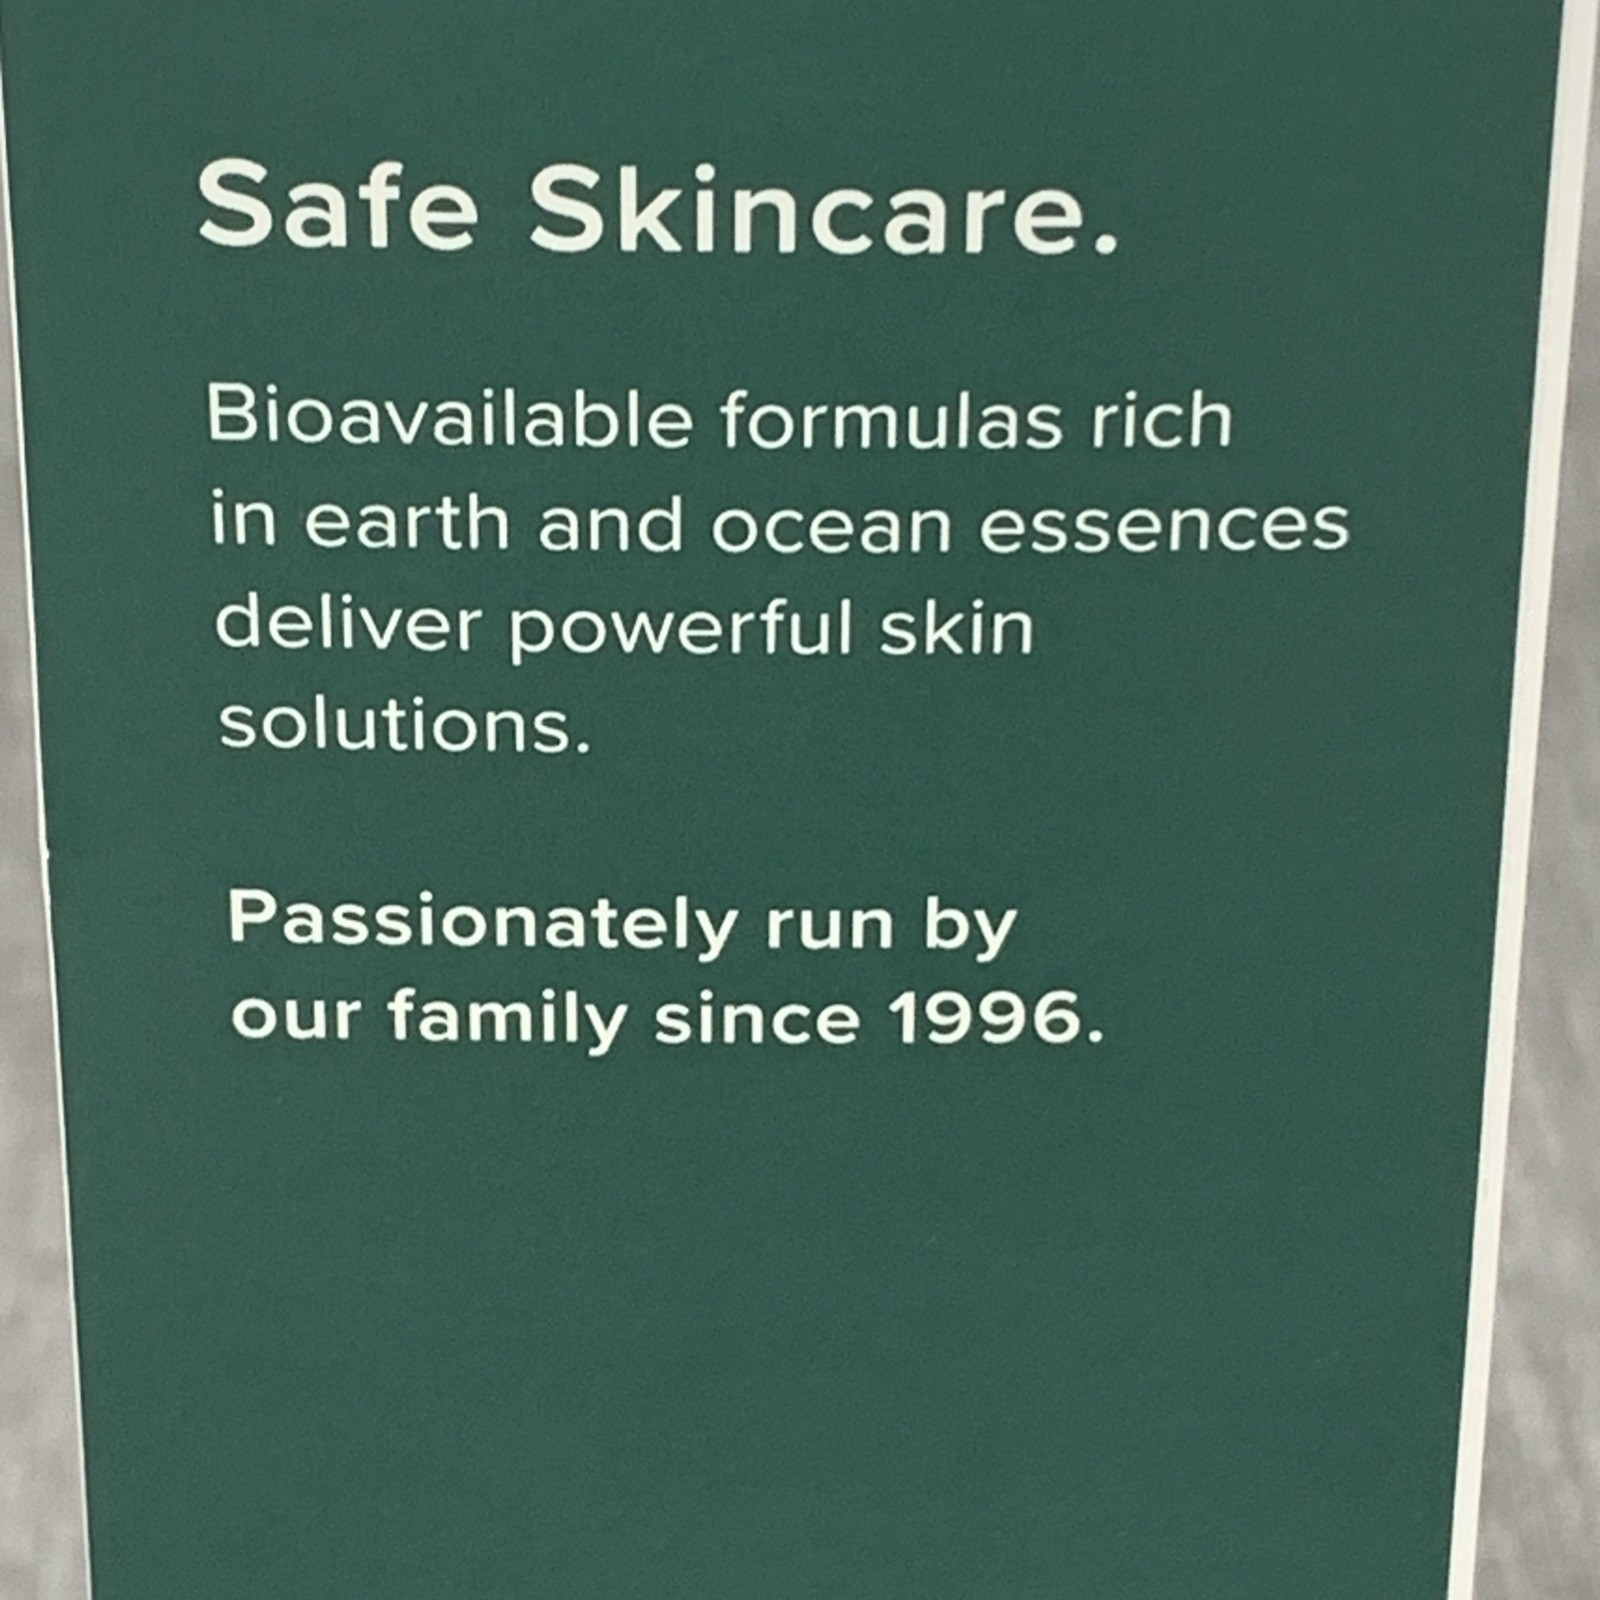 Safe Skincare.
Bioavailable formulas rich
in earth and ocean essences
deliver powerful skin
solutions.
Passionately run by
our family since 1996.